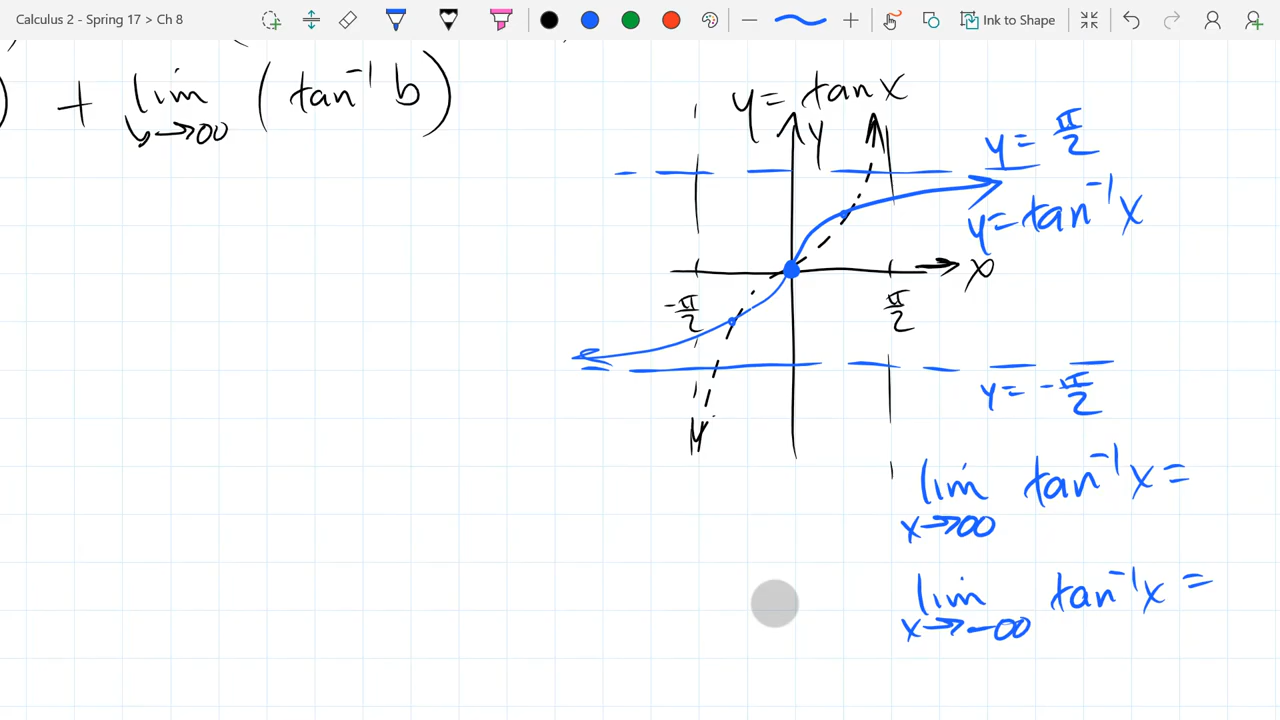 Calculus 2 - Spring 17 > Ch 8
Ink to Shape
) + lim (tan⁻¹ b)
b→∞
y = tan x
y
y = π/2
y = tan⁻¹ x
x
-π/2
π/2
y = -π/2
lim tan⁻¹ x =
x→∞
lim tan⁻¹ x =
x→-∞